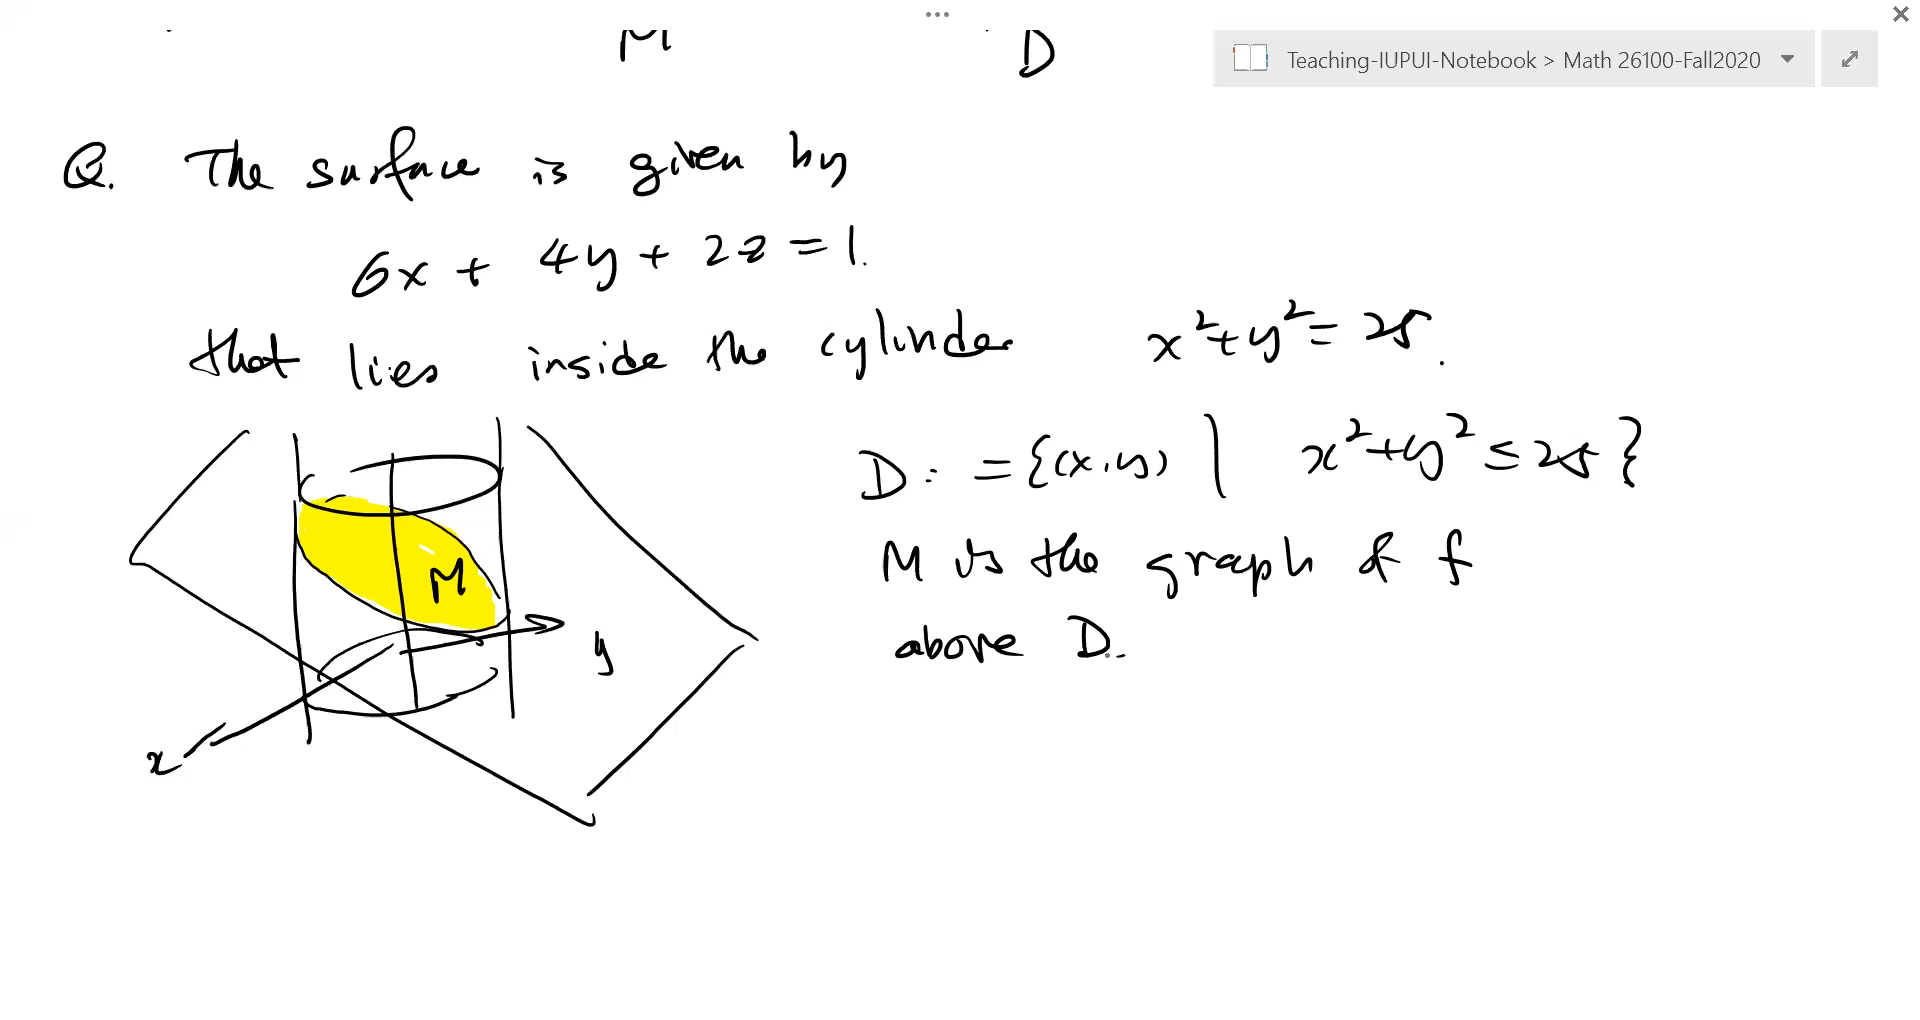 M D
Teaching-IUPUI-Notebook > Math 26100-Fall2020
Q. The surface is given by
6x + 4y + 2z = 1.
that lies inside the cylinder x²+y² = 25.
D := {(x,y) | x²+y² ≤ 25}
M is the graph of f
above D.
M
y
x